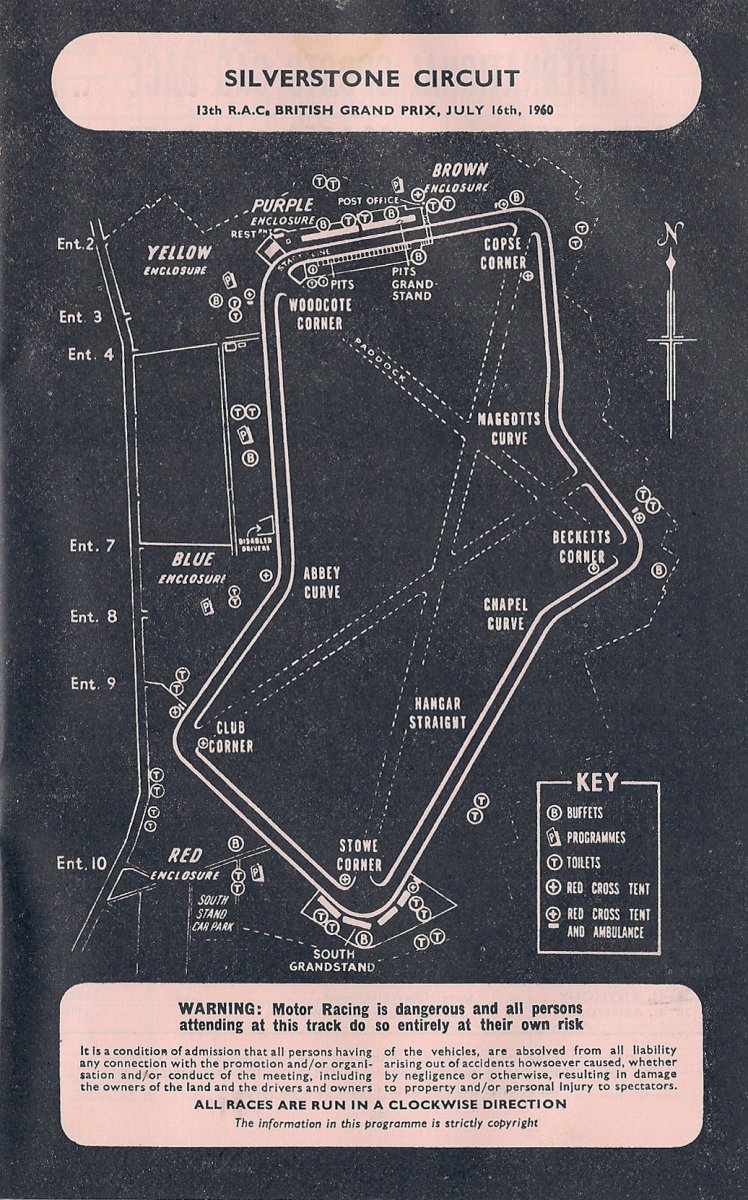 SILVERSTONE CIRCUIT
13th R.A.C. BRITISH GRAND PRIX, JULY 16th, 1960
BROWN
ENCLOSURE
PURPLE
ENCLOSURE
POST OFFICE
Ent. 2
YELLOW
ENCLOSURE
COPSE
CORNER
PITS
PITS
GRAND-
STAND
WOODCOTE
CORNER
Ent. 3
Ent. 4
PADDOCK
MAGGOTTS
CURVE
DISABLED
DRIVERS
Ent. 7
BECKETTS
CORNER
BLUE
ENCLOSURE
ABBEY
CURVE
CHAPEL
CURVE
Ent. 8
Ent. 9
HANGAR
STRAIGHT
CLUB
CORNER
N
KEY
B BUFFETS
P PROGRAMMES
T TOILETS
RED CROSS TENT
RED CROSS TENT
AND AMBULANCE
STOWE
CORNER
Ent. 10
RED
ENCLOSURE
SOUTH
STAND
CAR PARK
SOUTH
GRANDSTAND
WARNING: Motor Racing is dangerous and all persons
attending at this track do so entirely at their own risk
It is a condition of admission that all persons having
any connection with the promotion and/or organi-
sation and/or conduct of the meeting, including
the owners of the land and the drivers and owners
of the vehicles, are absolved from all liability
arising out of accidents howsoever caused, whether
by negligence or otherwise, resulting in damage
to property and/or personal injury to spectators.
ALL RACES ARE RUN IN A CLOCKWISE DIRECTION
The information in this programme is strictly copyright